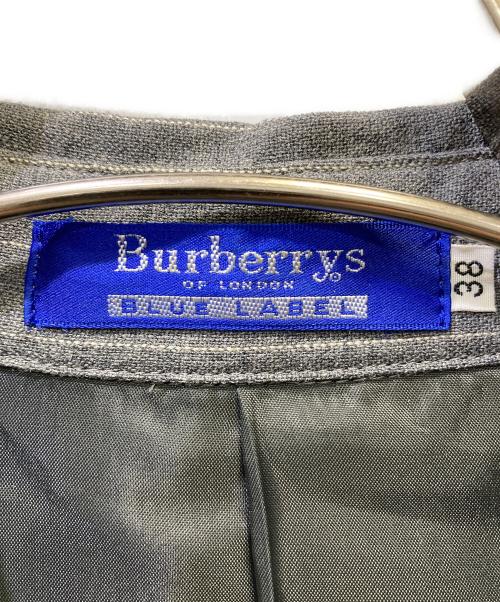 Burberrys
OF LONDON
BLUE LABEL
38